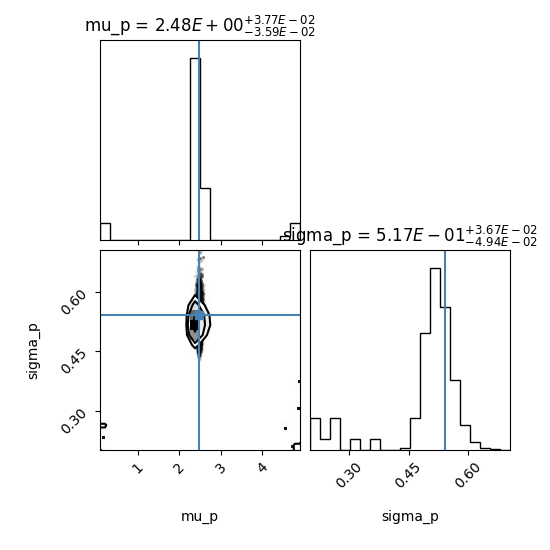 mu_p = 2.48E + 00+3.77E − 02 −3.59E − 02
sigma_p = 5.17E − 01+3.67E − 02 −4.94E − 02
0.60
0.45
0.30
sigma_p
1 2 3 4
0.30 0.45 0.60
mu_p sigma_p